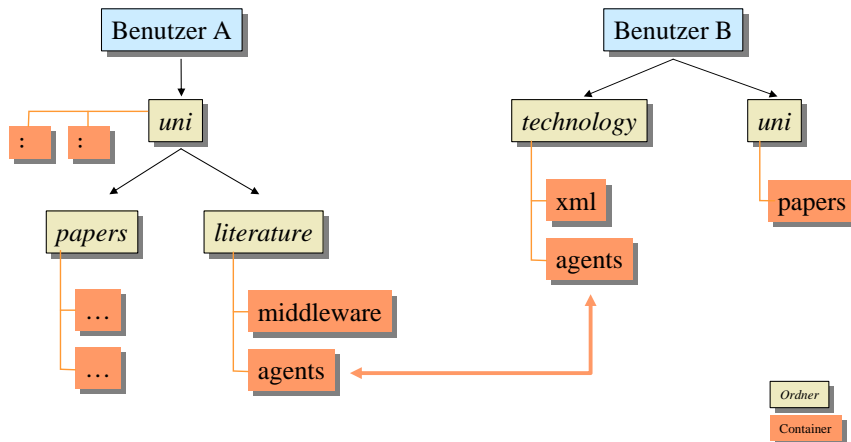 Benutzer A
Benutzer B
:
:
uni
technology
uni
xml
papers
papers
literature
agents
…
middleware
…
agents
Ordner
Container